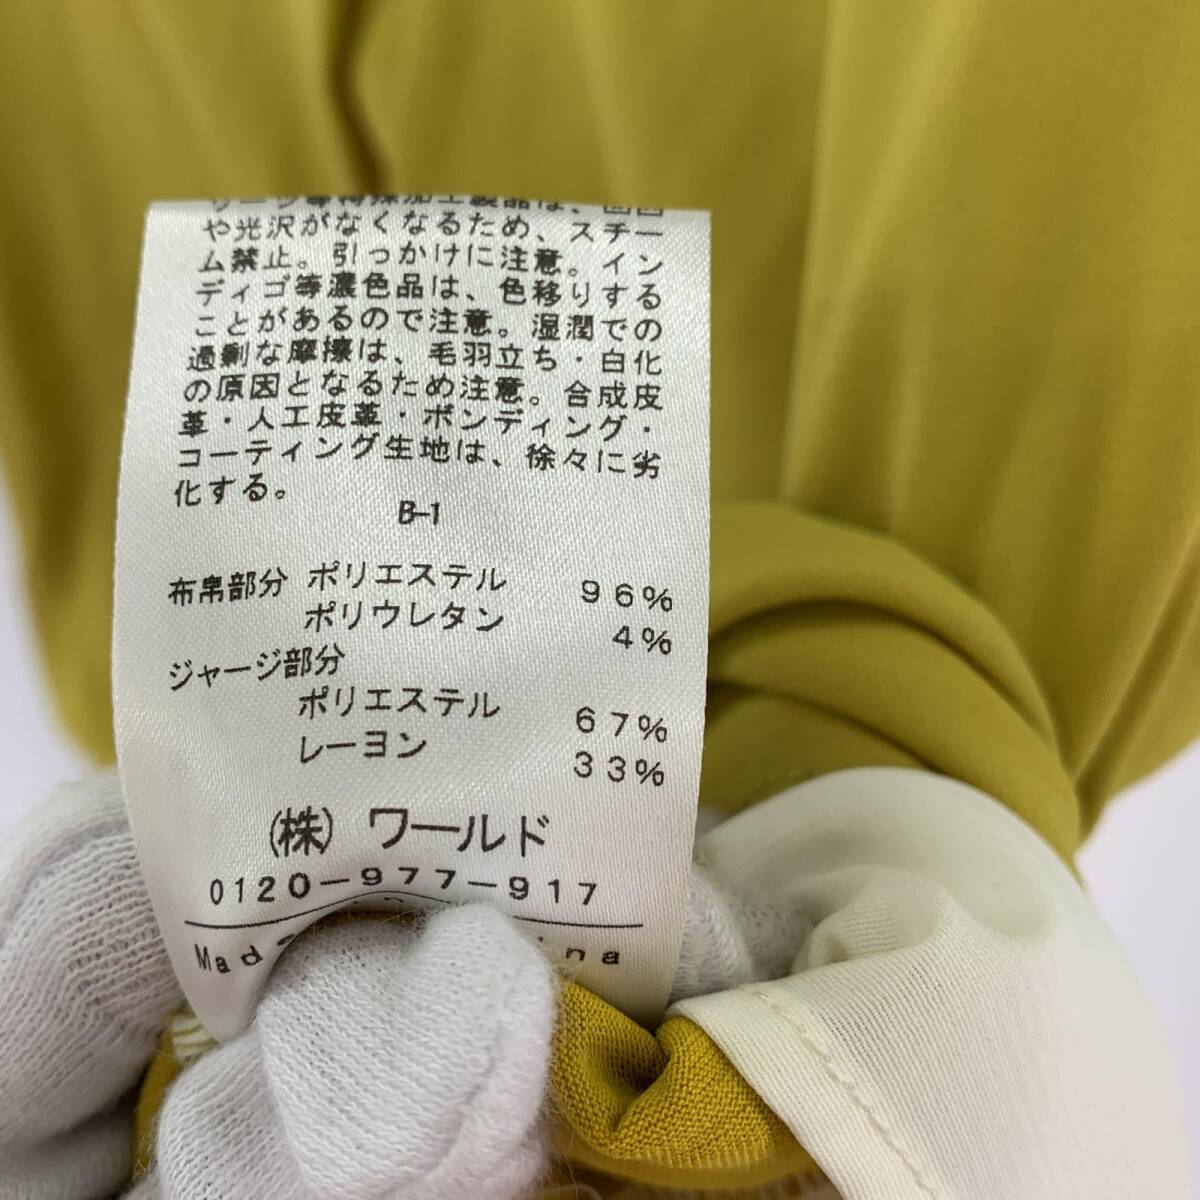 や光沢がなくなるため、スチー
ム禁止。引っかけに注意。イン
ディゴ等濃色品は、色移りする
ことがあるので注意。湿潤での
過剰な摩擦は、毛羽立ち・白化
の原因となるため注意。合成皮
革・人工皮革・ボンディング・
コーティング生地は、徐々に劣
化する。
B-1
布帛部分 ポリエステル 96%
ポリウレタン 4%
ジャージ部分
ポリエステル 67%
レーヨン 33%
(株) ワールド
0120-977-917